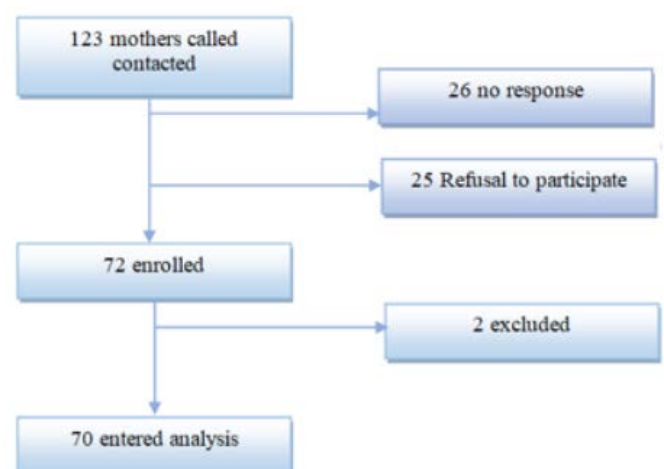 123 mothers called
contacted
26 no response
25 Refusal to participate
72 enrolled
2 excluded
70 entered analysis